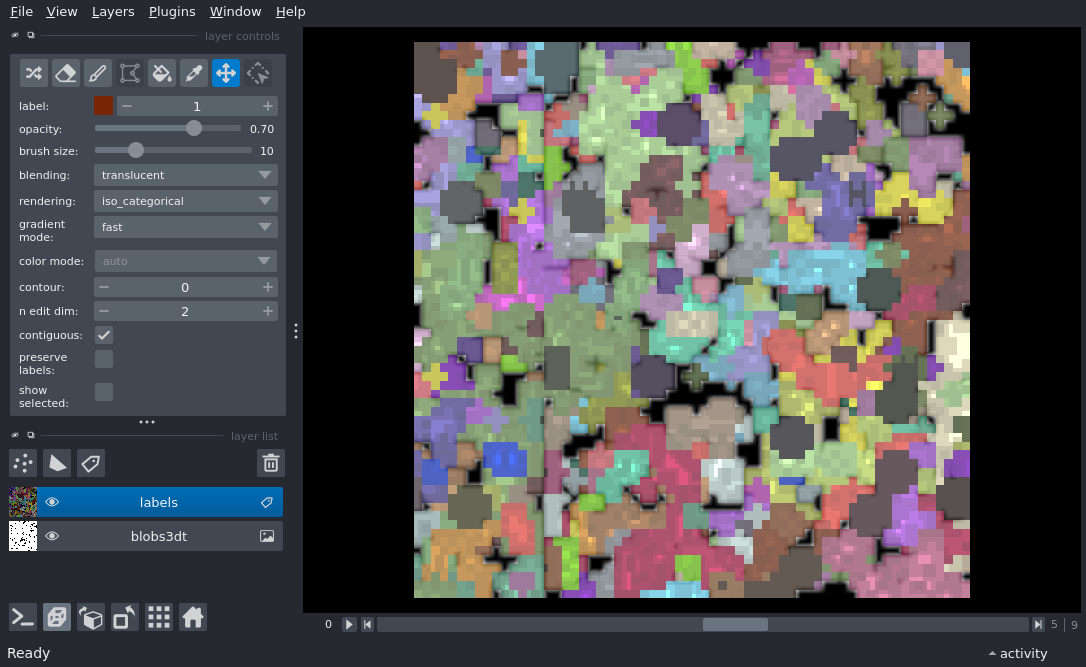 File View Layers Plugins Window Help
layer controls
label: 1
opacity: 0.70
brush size: 10
blending: translucent
rendering: iso_categorical
gradient mode: fast
color mode: auto
contour: 0
n edit dim: 2
contiguous:
preserve labels:
show selected:
layer list
labels
blobs3dt
0 5 | 9
Ready activity